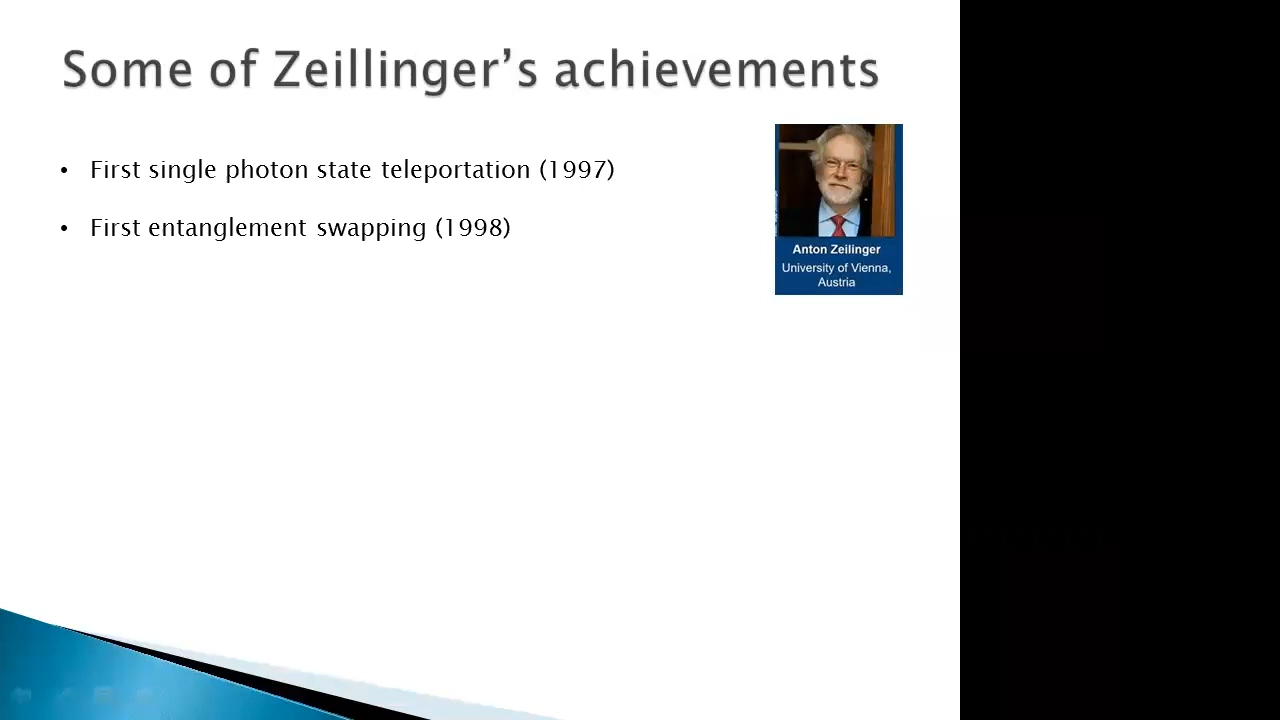 Some of Zeillinger’s achievements
• First single photon state teleportation (1997)
• First entanglement swapping (1998)
Anton Zeilinger
University of Vienna,
Austria